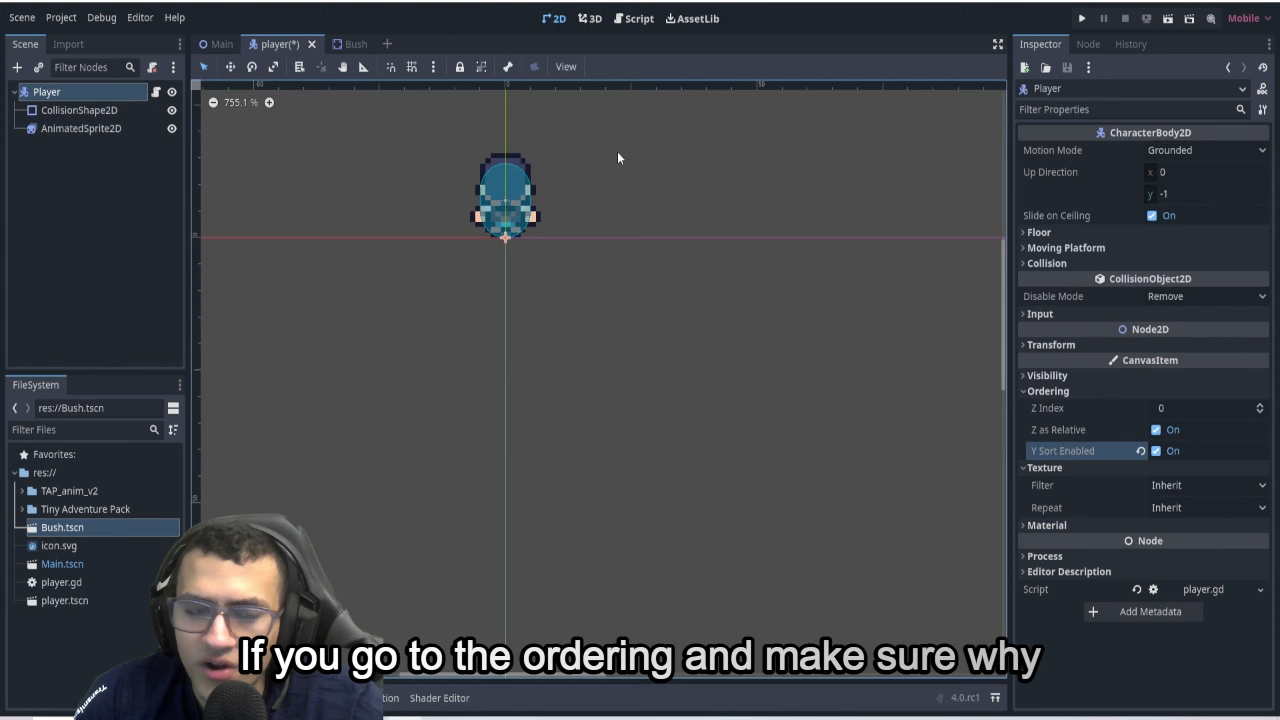 Scene Project Debug Editor Help
2D 3D Script AssetLib
Mobile
Scene Import
Filter Nodes
Player
CollisionShape2D
AnimatedSprite2D
FileSystem
res://Bush.tscn
Filter Files
Favorites:
res://
TAP_anim_v2
Tiny Adventure Pack
Bush.tscn
icon.svg
Main.tscn
player.gd
player.tscn
Main player(*) Bush
View
0 50
755.1 %
Inspector Node History
Player
Filter Properties
CharacterBody2D
Motion Mode Grounded
Up Direction x 0
y -1
Slide on Ceiling On
Floor
Moving Platform
Collision
CollisionObject2D
Disable Mode Remove
Input
Node2D
Transform
CanvasItem
Visibility
Ordering
Z Index 0
Z as Relative On
Y Sort Enabled On
Texture
Filter Inherit
Repeat Inherit
Material
Node
Process
Editor Description
Script player.gd
Add Metadata
If you go to the ordering and make sure why
Shader Editor
4.0.rc1